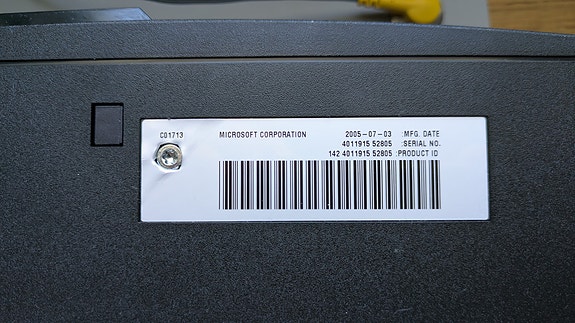 C01713 MICROSOFT CORPORATION 2005-07-03 :MFG. DATE
4011915 52805 :SERIAL NO.
142 4011915 52805 :PRODUCT ID